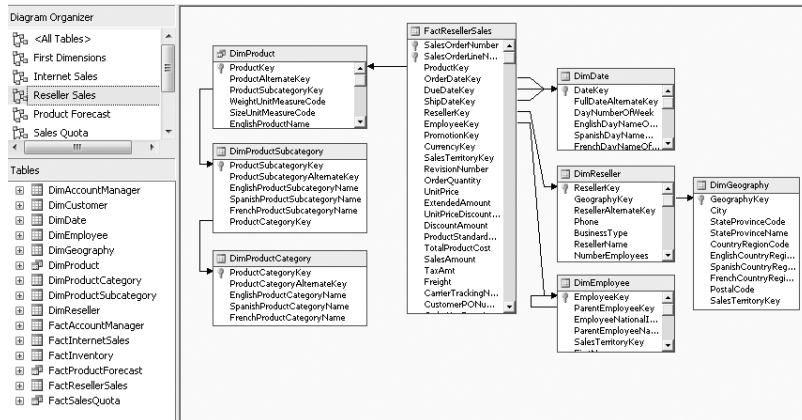 Diagram Organizer
<All Tables>
First Dimensions
Internet Sales
Reseller Sales
Product Forecast
Sales Quota
Tables
DimAccountManager
DimCustomer
DimDate
DimEmployee
DimGeography
DimProduct
DimProductCategory
DimProductSubcategory
DimReseller
FactAccountManager
FactInternetSales
FactInventory
FactProductForecast
FactResellerSales
FactSalesQuota
DimProduct
ProductKey
ProductAlternateKey
ProductSubcategoryKey
WeightUnitMeasureCode
SizeUnitMeasureCode
EnglishProductName
DimProductSubcategory
ProductSubcategoryKey
ProductSubcategoryAlternateKey
EnglishProductSubcategoryName
SpanishProductSubcategoryName
FrenchProductSubcategoryName
ProductCategoryKey
DimProductCategory
ProductCategoryKey
ProductCategoryAlternateKey
EnglishProductCategoryName
SpanishProductCategoryName
FrenchProductCategoryName
FactResellerSales
SalesOrderNumber
SalesOrderLineN...
ProductKey
OrderDateKey
DueDateKey
ShipDateKey
ResellerKey
EmployeeKey
PromotionKey
CurrencyKey
SalesTerritoryKey
RevisionNumber
OrderQuantity
UnitPrice
ExtendedAmount
UnitPriceDiscount...
DiscountAmount
ProductStandard...
TotalProductCost
SalesAmount
TaxAmt
Freight
CarrierTrackingN...
CustomerPONu...
DimDate
DateKey
FullDateAlternateKey
DayNumberOfWeek
EnglishDayNameO...
SpanishDayName...
FrenchDayNameOf...
DimReseller
ResellerKey
GeographyKey
ResellerAlternateKey
Phone
BusinessType
ResellerName
NumberEmployees
DimEmployee
EmployeeKey
ParentEmployeeKey
EmployeeNationalI...
ParentEmployeeNa...
SalesTerritoryKey
DimGeography
GeographyKey
City
StateProvinceCode
StateProvinceName
CountryRegionCode
EnglishCountryRegi...
SpanishCountryReg...
FrenchCountryRegi...
PostalCode
SalesTerritoryKey